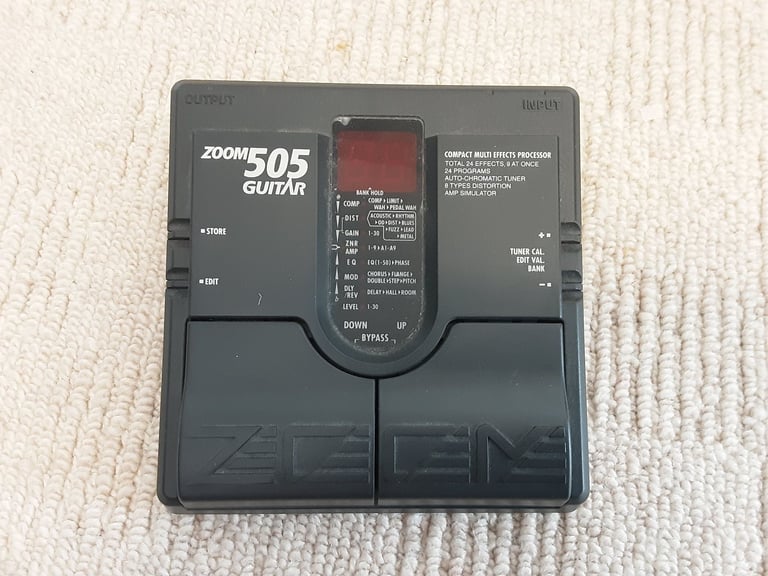 OUTPUT
INPUT
ZOOM 505
GUITAR
COMPACT MULTI EFFECTS PROCESSOR
TOTAL 24 EFFECTS, 9 AT ONCE
24 PROGRAMS
AUTO-CHROMATIC TUNER
8 TYPES DISTORTION
AMP SIMULATOR
BANK HOLD
COMP COMP▸LIMIT▸
WAH▸PEDAL WAH
DIST ACOUSTIC▸RHYTHM
▸OD▸DIST▸BLUES
▸FUZZ▸LEAD
▸METAL
GAIN 1-30
ZNR
AMP 1-9▸A1-A9
EQ EQ(1-50)▸PHASE
MOD CHORUS▸FLANGE▸
DOUBLE▸STEP▸PITCH
DLY
/REV DELAY▸HALL▸ROOM
LEVEL 1-30
DOWN UP
BYPASS
STORE
EDIT
+
TUNER CAL.
EDIT VAL.
BANK
−
ZOOM